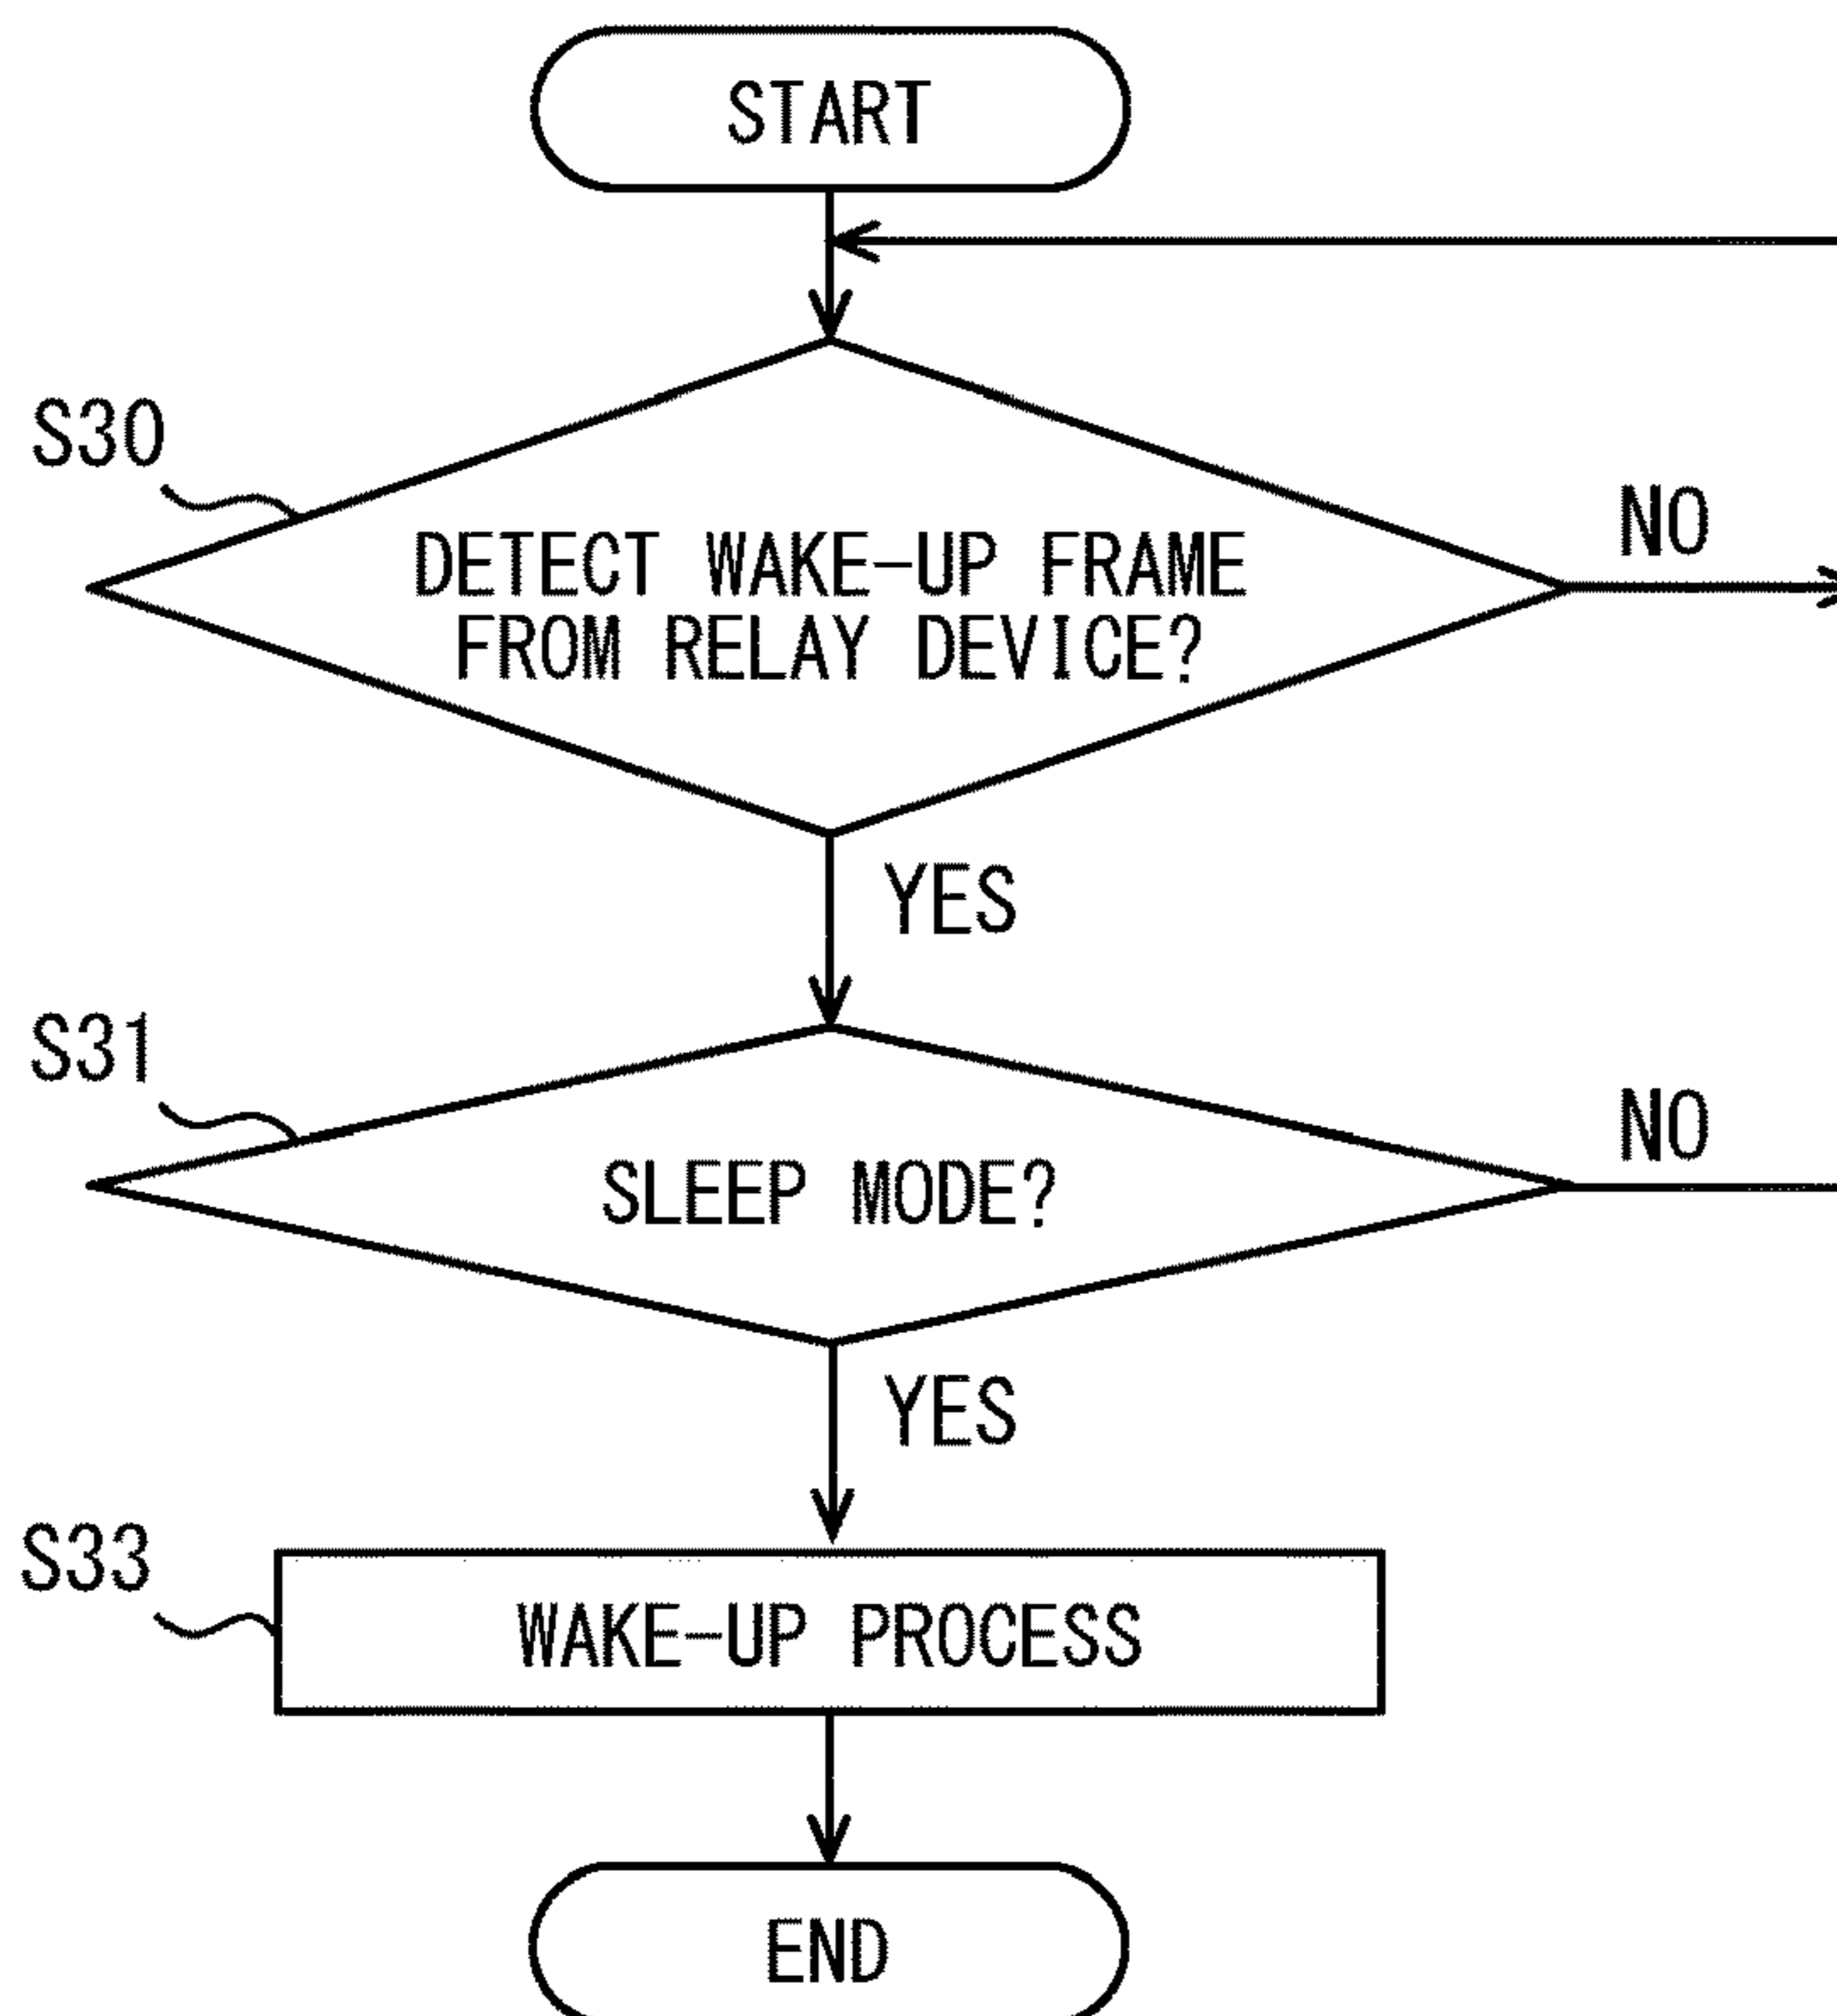 START
S30
DETECT WAKE-UP FRAME
FROM RELAY DEVICE?
NO
YES
S31
SLEEP MODE?
NO
YES
S33
WAKE-UP PROCESS
END